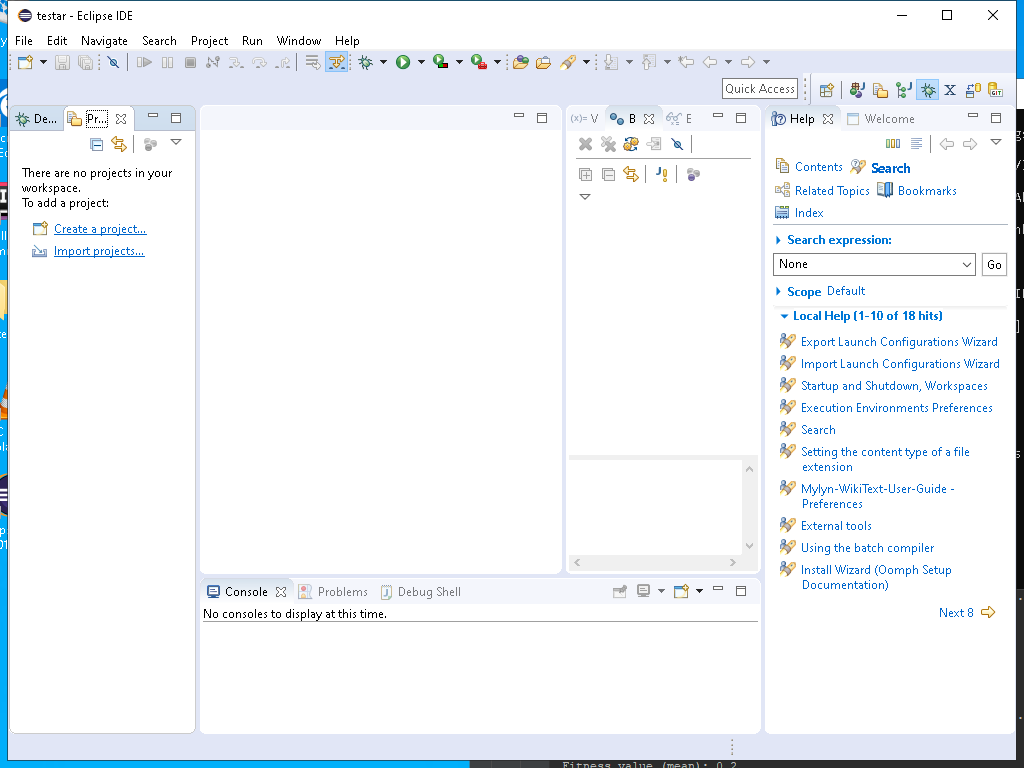 testar - Eclipse IDE
File Edit Navigate Search Project Run Window Help
Quick Access
De... Pr...
There are no projects in your
workspace.
To add a project:
Create a project...
Import projects...
(x)= V B E
Help Welcome
Contents Search
Related Topics Bookmarks
Index
Search expression:
None Go
Scope Default
Local Help (1-10 of 18 hits)
Export Launch Configurations Wizard
Import Launch Configurations Wizard
Startup and Shutdown, Workspaces
Execution Environments Preferences
Search
Setting the content type of a file
extension
Mylyn-WikiText-User-Guide -
Preferences
External tools
Using the batch compiler
Install Wizard (Oomph Setup
Documentation)
Next 8
Console Problems Debug Shell
No consoles to display at this time.
Fitness value (mean): 0.2